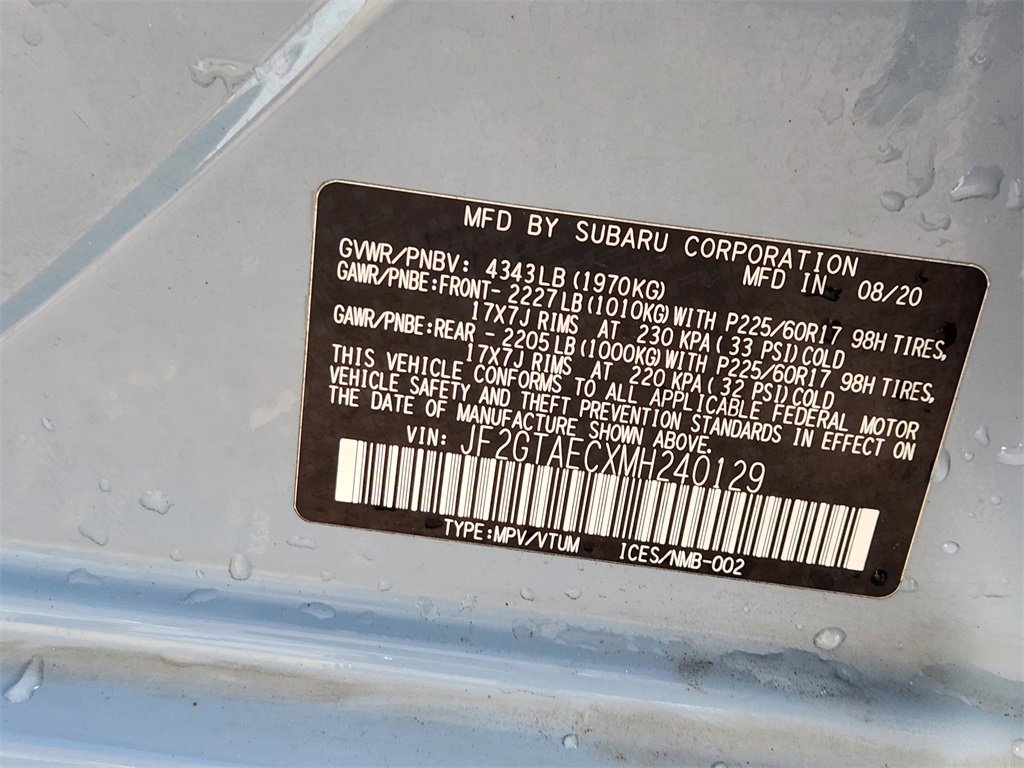 MFD BY SUBARU CORPORATION
GVWR/PNBV: 4343LB (1970KG) MFD IN 08/20
GAWR/PNBE:FRONT- 2227LB(1010KG) WITH P225/60R17 98H TIRES,
17X7J RIMS AT 230 KPA( 33 PSI) COLD
GAWR/PNBE:REAR - 2205LB(1000KG) WITH P225/60R17 98H TIRES,
17X7J RIMS AT 220 KPA( 32 PSI) COLD
THIS VEHICLE CONFORMS TO ALL APPLICABLE FEDERAL MOTOR
VEHICLE SAFETY AND THEFT PREVENTION STANDARDS IN EFFECT ON
THE DATE OF MANUFACTURE SHOWN ABOVE.
VIN: JF2GTAECXMH240129
TYPE:MPV/VTUM ICES/NMB-002